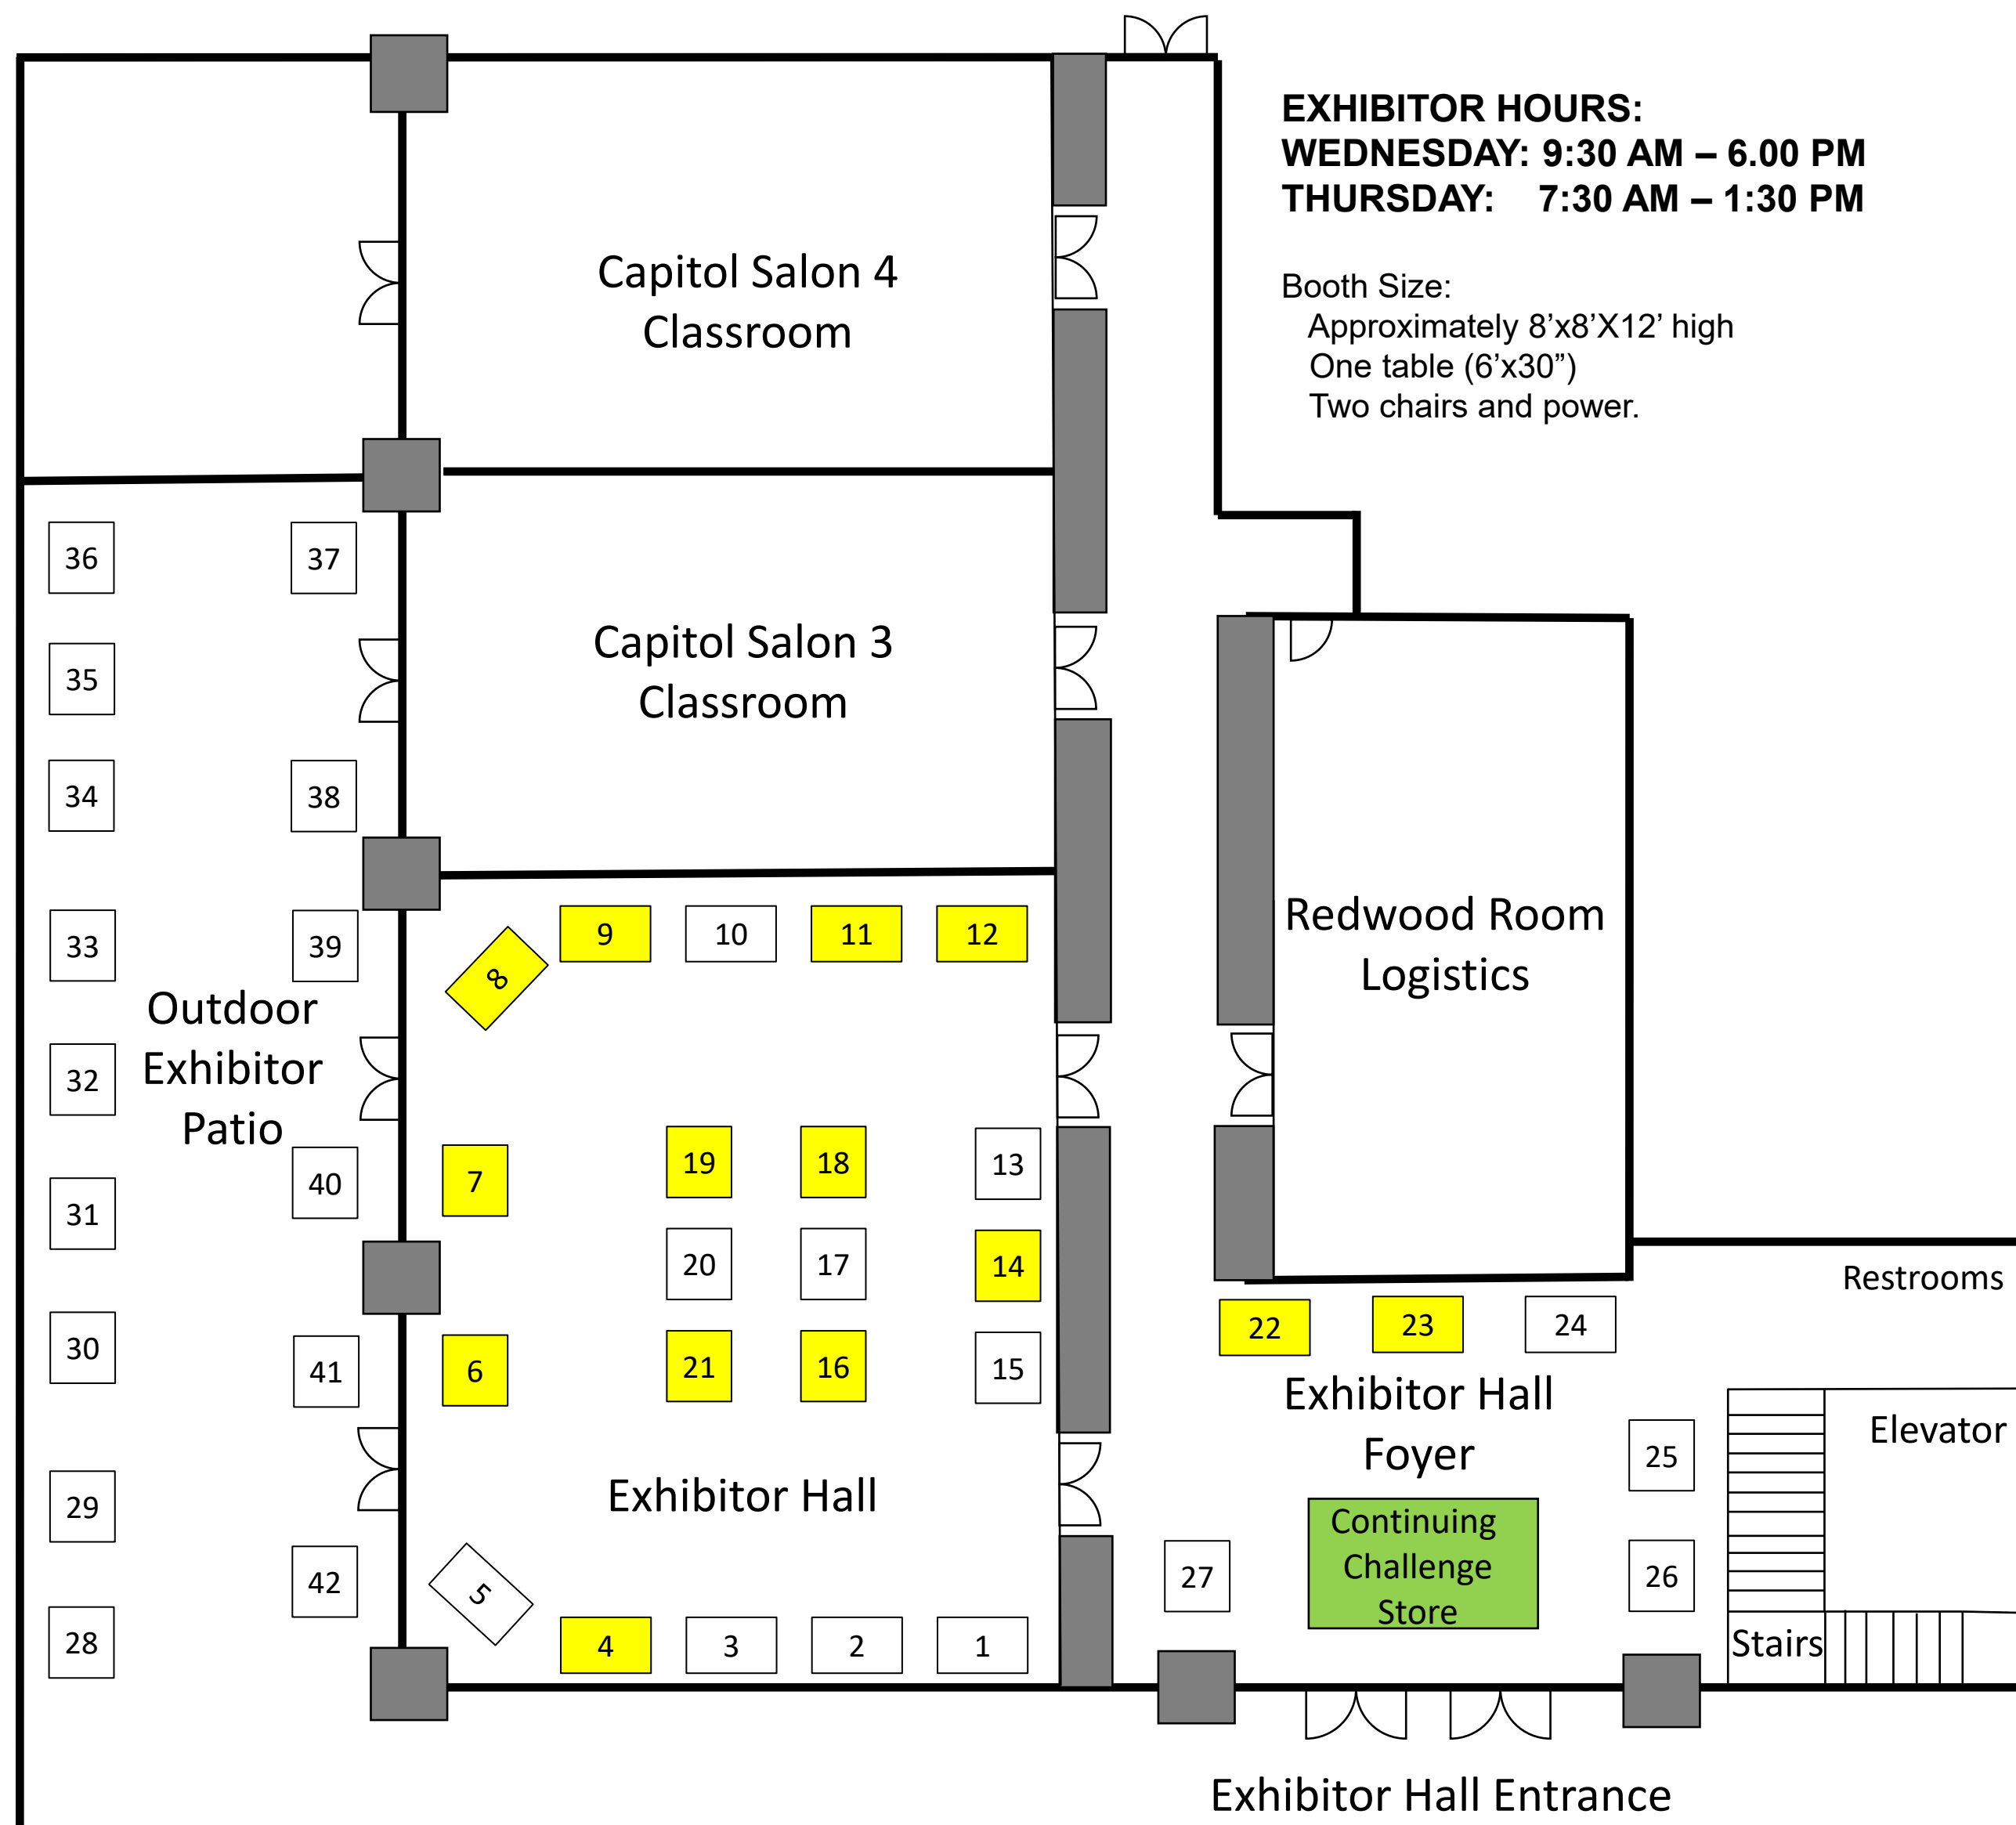 EXHIBITOR HOURS:
WEDNESDAY: 9:30 AM – 6.00 PM
THURSDAY: 7:30 AM – 1:30 PM
Booth Size:
Approximately 8’x8’X12’ high
One table (6’x30”)
Two chairs and power.
Capitol Salon 4
Classroom
Capitol Salon 3
Classroom
36
37
35
34
38
33
39
Outdoor
Exhibitor
Patio
32
40
31
30
41
29
42
28
8
9
10
11
12
7
19
18
13
20
17
14
6
21
16
15
Exhibitor Hall
5
4
3
2
1
Redwood Room
Logistics
Restrooms
22
23
24
Exhibitor Hall
Foyer
25
Elevator
Continuing
Challenge
Store
27
26
Stairs
Exhibitor Hall Entrance